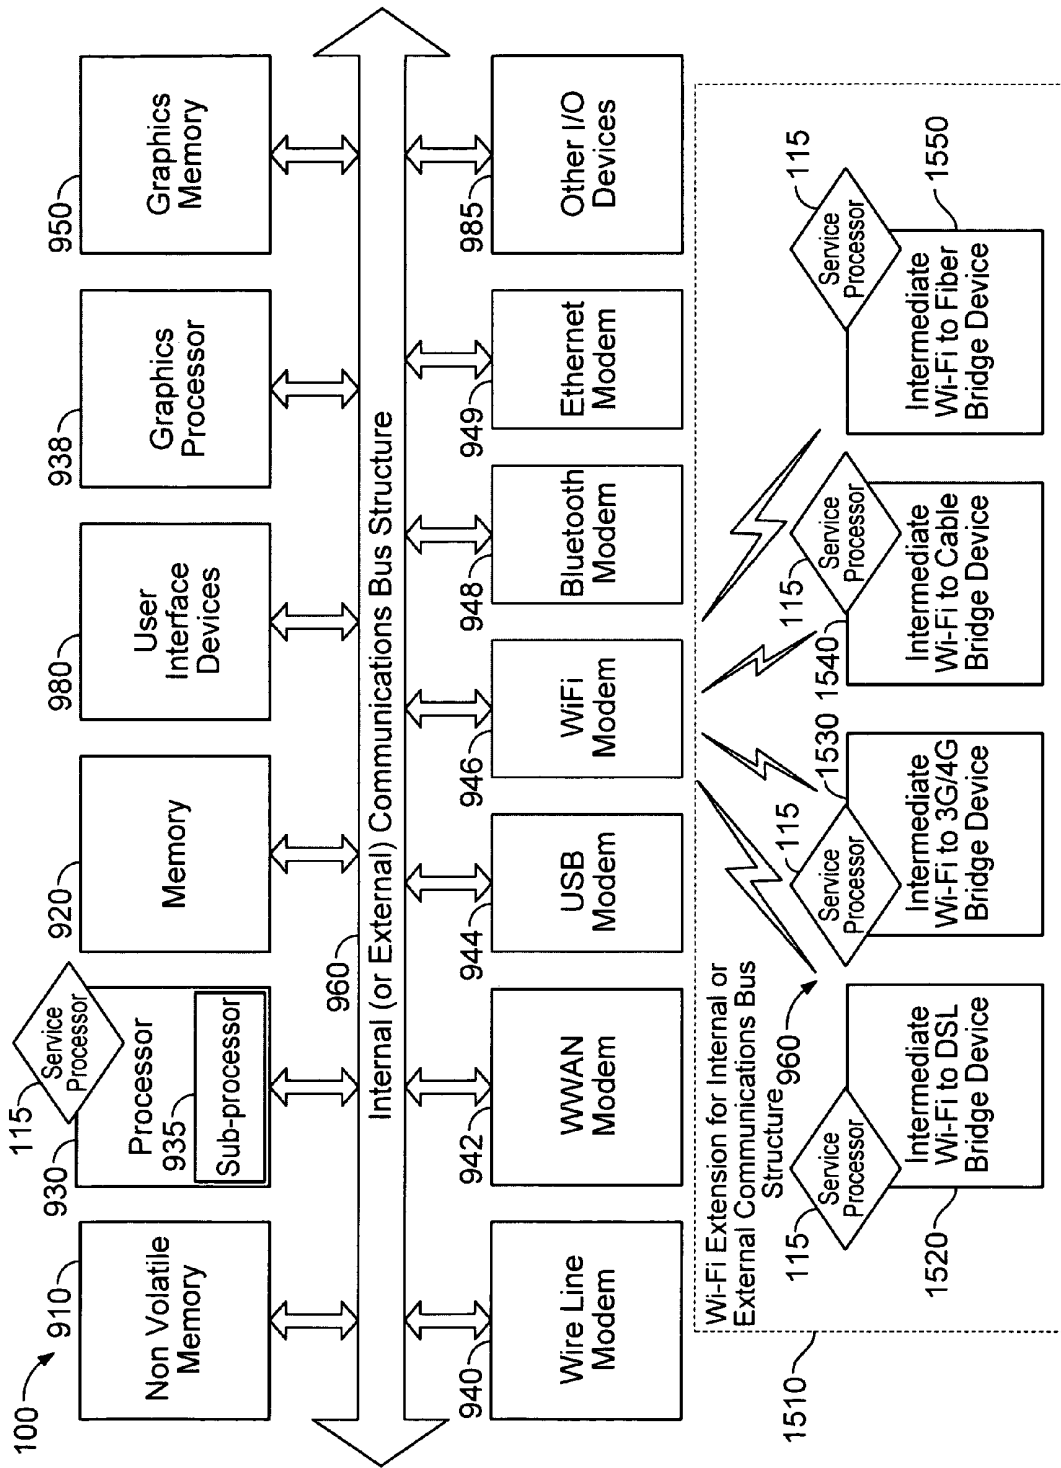 100
910
Non Volatile
Memory
115
930
Service
Processor
Processor
935
Sub-processor
920
Memory
980
User
Interface
Devices
938
Graphics
Processor
950
Graphics
Memory
960
Internal (or External) Communications Bus Structure
940
Wire Line
Modem
942
WWAN
Modem
944
USB
Modem
946
WiFi
Modem
948
Bluetooth
Modem
949
Ethernet
Modem
985
Other I/O
Devices
1510
Wi-Fi Extension for Internal or
External Communications Bus
Structure
960
115
Service
Processor
1520
Intermediate
Wi-Fi to DSL
Bridge Device
115
Service
Processor
1530
Intermediate
Wi-Fi to 3G/4G
Bridge Device
115
Service
Processor
1540
Intermediate
Wi-Fi to Cable
Bridge Device
115
Service
Processor
1550
Intermediate
Wi-Fi to Fiber
Bridge Device